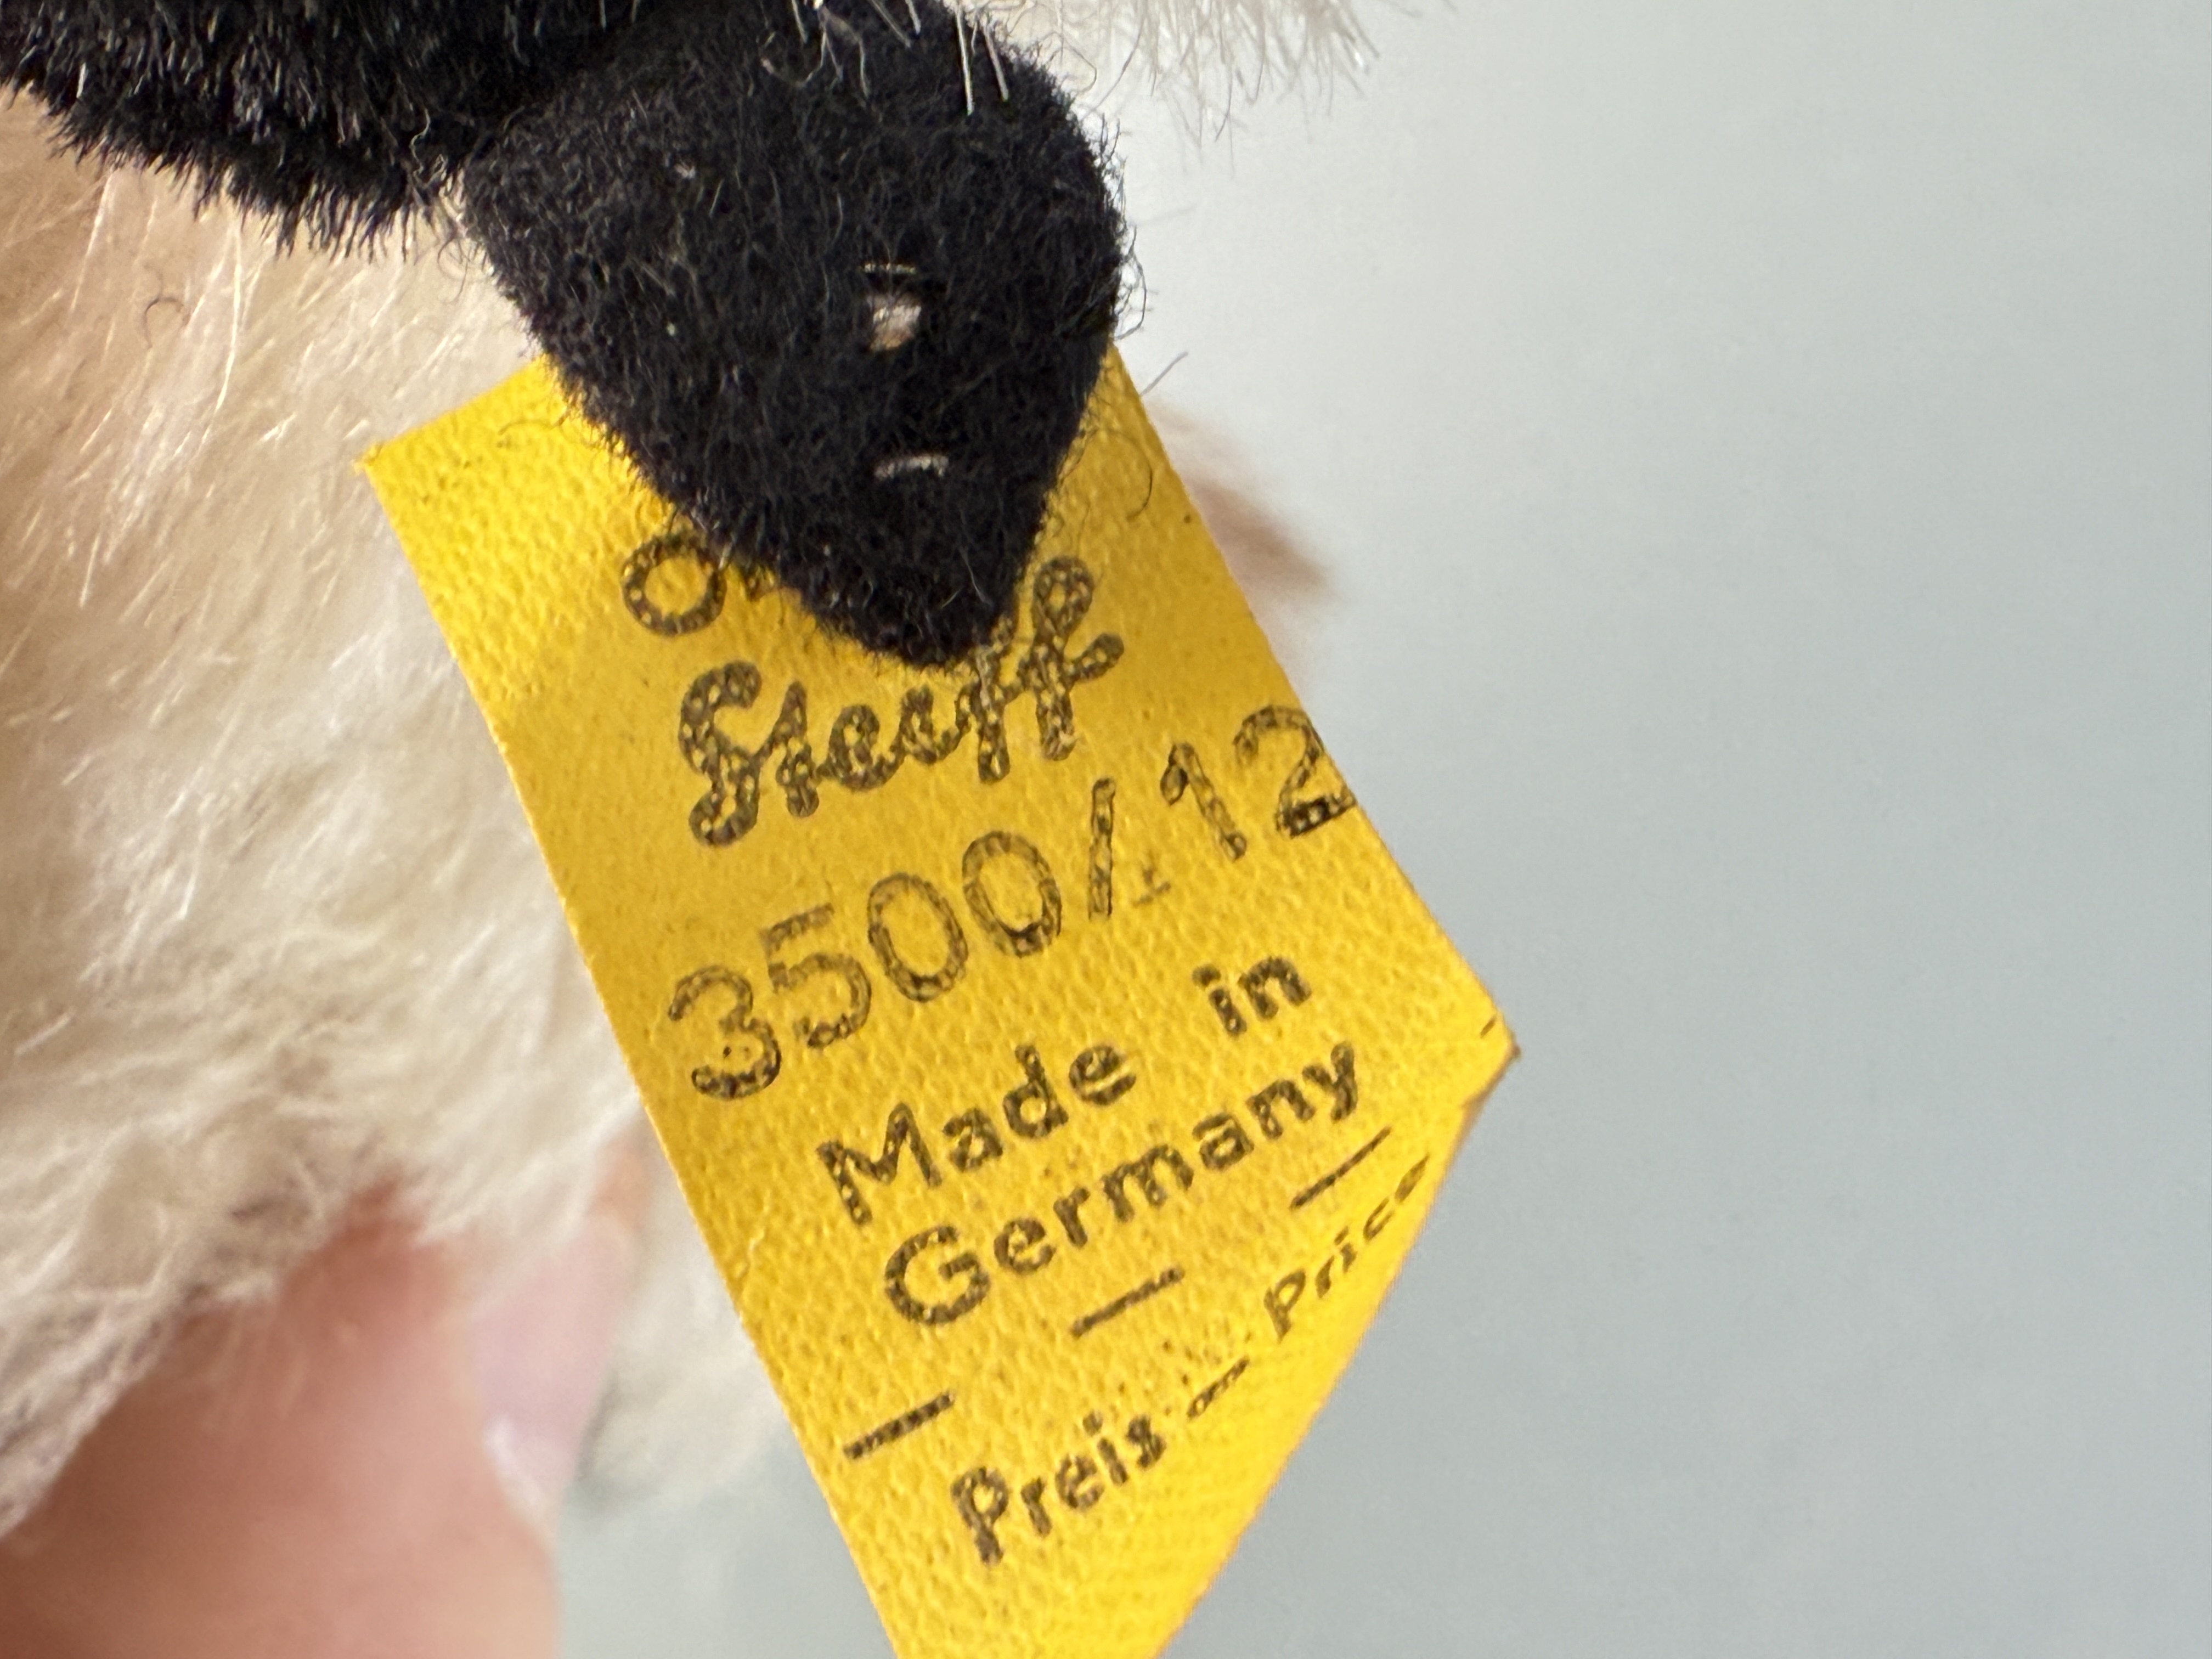 Steiff
3500/12
Made in
Germany
Preis — Price